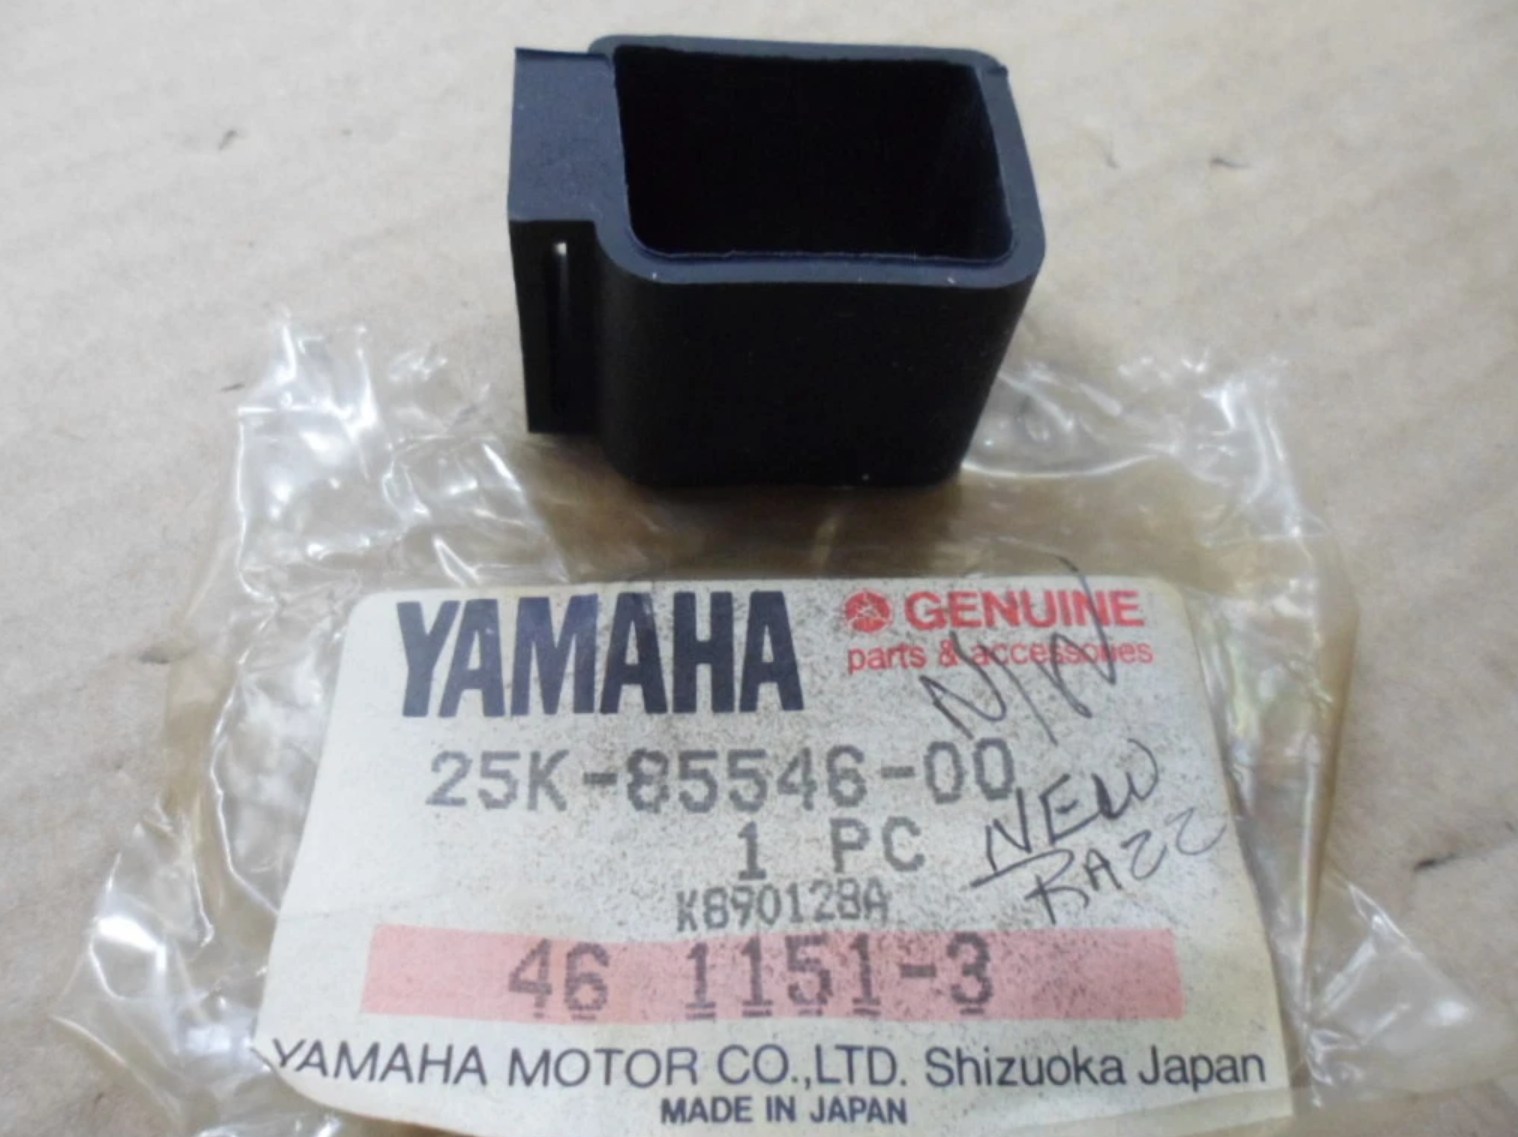 YAMAHA
GENUINE
parts & accessories
N/N
25K-85546-00
NEW
1 PC
RAZZ
K890128A
46 1151-3
YAMAHA MOTOR CO.,LTD. Shizuoka Japan
MADE IN JAPAN